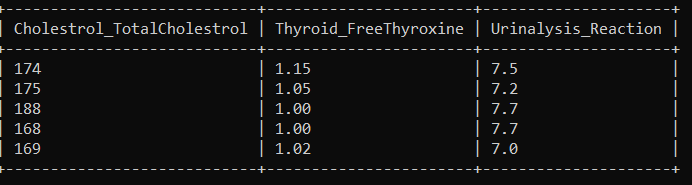 +---------------------------+-----------------------+---------------------+
| Cholestrol_TotalCholestrol | Thyroid_FreeThyroxine | Urinalysis_Reaction |
+---------------------------+-----------------------+---------------------+
| 174 | 1.15 | 7.5 |
| 175 | 1.05 | 7.2 |
| 188 | 1.00 | 7.7 |
| 168 | 1.00 | 7.7 |
| 169 | 1.02 | 7.0 |
+---------------------------+-----------------------+---------------------+